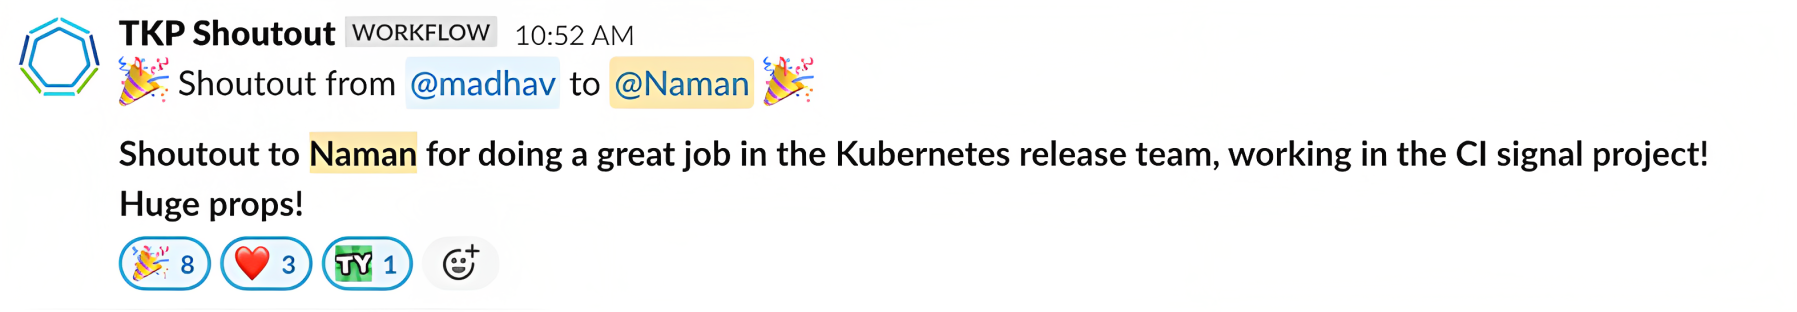 TKP Shoutout WORKFLOW 10:52 AM
Shoutout from @madhav to @Naman
Shoutout to Naman for doing a great job in the Kubernetes release team, working in the CI signal project!
Huge props!
8 3 TY 1